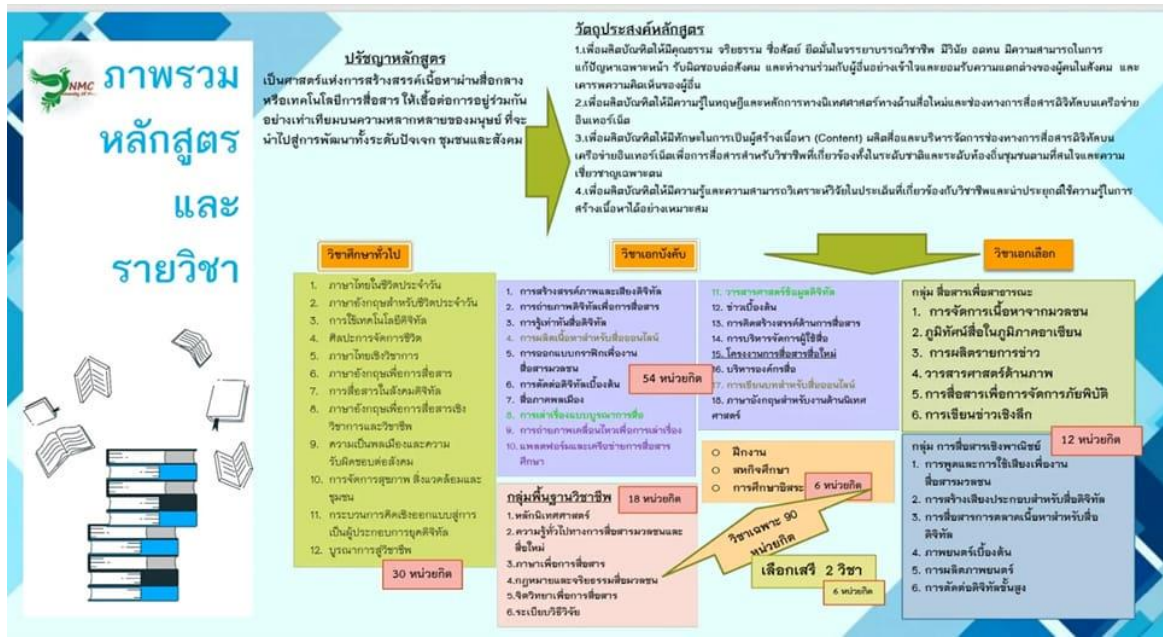 NMC
ภาพรวม
หลักสูตร
และ
รายวิชา
ปรัชญาหลักสูตร
เป็นศาสตร์แห่งการสร้างสรรค์เนื้อหาผ่านสื่อกลาง
หรือเทคโนโลยีการสื่อสาร ให้เอื้อต่อการอยู่ร่วมกัน
อย่างเท่าเทียมบนความหลากหลายของมนุษย์ ที่จะ
นำไปสู่การพัฒนาทั้งระดับปัจเจก ชุมชนและสังคม
วัตถุประสงค์หลักสูตร
1.เพื่อผลิตบัณฑิตให้มีคุณธรรม จริยธรรม ซื่อสัตย์ ยึดมั่นในจรรยาบรรณวิชาชีพ มีวินัย อดทน มีความสามารถในการ
แก้ปัญหาเฉพาะหน้า รับผิดชอบต่อสังคม และทำงานร่วมกับผู้อื่นอย่างเข้าใจและยอมรับความแตกต่างของผู้คนในสังคม และ
เคารพความคิดเห็นของผู้อื่น
2.เพื่อผลิตบัณฑิตให้มีความรู้ในทฤษฎีและหลักการทางนิเทศศาสตร์ทางด้านสื่อใหม่และช่องทางการสื่อสารดิจิทัลบนเครือข่าย
อินเทอร์เน็ต
3.เพื่อผลิตบัณฑิตให้มีทักษะในการเป็นผู้สร้างเนื้อหา (Content) ผลิตสื่อและบริหารจัดการช่องทางการสื่อสารดิจิทัลบน
เครือข่ายอินเทอร์เน็ตเพื่อการสื่อสารสำหรับวิชาชีพที่เกี่ยวข้องทั้งในระดับชาติและระดับท้องถิ่นชุมชนตามที่สนใจและความ
เชี่ยวชาญเฉพาะตน
4.เพื่อผลิตบัณฑิตให้มีความรู้และความสามารถวิเคราะห์วิจัยในประเด็นที่เกี่ยวข้องกับวิชาชีพและนำประยุกต์ใช้ความรู้ในการ
สร้างเนื้อหาได้อย่างเหมาะสม
วิชาศึกษาทั่วไป
1. ภาษาไทยในชีวิตประจำวัน
2. ภาษาอังกฤษสำหรับชีวิตประจำวัน
3. การใช้เทคโนโลยีดิจิทัล
4. ศิลปะการจัดการชีวิต
5. ภาษาไทยเชิงวิชาการ
6. ภาษาอังกฤษเพื่อการสื่อสาร
7. การสื่อสารในสังคมดิจิทัล
8. ภาษาอังกฤษเพื่อการสื่อสารเชิง
วิชาการและวิชาชีพ
9. ความเป็นพลเมืองและความ
รับผิดชอบต่อสังคม
10. การจัดการสุขภาพ สิ่งแวดล้อมและ
ชุมชน
11. กระบวนการคิดเชิงออกแบบสู่การ
เป็นผู้ประกอบการยุคดิจิทัล
12. บูรณาการสู่วิชาชีพ
30 หน่วยกิต
วิชาเอกบังคับ
1. การสร้างสรรค์ภาพและเสียงดิจิทัล
2. การถ่ายภาพดิจิทัลเพื่อการสื่อสาร
3. การรู้เท่าทันสื่อดิจิทัล
4. การผลิตเนื้อหาสำหรับสื่ออนไลน์
5. การออกแบบกราฟิกเพื่องาน
สื่อสารมวลชน
6. การตัดต่อดิจิทัลเบื้องต้น
7. สื่อภาคพลเมือง
8. การเล่าเรื่องแบบบูรณาการสื่อ
9. การถ่ายภาพเคลื่อนไหวเพื่อการเล่าเรื่อง
10. แพลตฟอร์มและเครือข่ายการสื่อสาร
ศึกษา
54 หน่วยกิต
11. วารสารศาสตร์ข้อมูลดิจิทัล
12. ข่าวเบื้องต้น
13. การคิดสร้างสรรค์ด้านการสื่อสาร
14. การบริหารจัดการผู้ใช้สื่อ
15. โครงงานการสื่อสารสื่อใหม่
16. บริหารองค์กรสื่อ
17. การเขียนบทสำหรับสื่ออนไลน์
18. ภาษาอังกฤษสำหรับงานด้านนิเทศ
ศาสตร์
กลุ่มพื้นฐานวิชาชีพ
18 หน่วยกิต
1.หลักนิเทศศาสตร์
2.ความรู้ทั่วไปทางการสื่อสารมวลชนและ
สื่อใหม่
3.ภาษาเพื่อการสื่อสาร
4.กฎหมายและจริยธรรมสื่อมวลชน
5.จิตวิทยาเพื่อการสื่อสาร
6.ระเบียบวิธีวิจัย
ฝึกงาน
สหกิจศึกษา
การศึกษาอิสระ
6 หน่วยกิต
วิชาเฉพาะ 90
หน่วยกิต
เลือกเสรี 2 วิชา
6 หน่วยกิต
วิชาเอกเลือก
กลุ่ม สื่อสารเพื่อสาธารณะ
1. การจัดการเนื้อหาจากมวลชน
2. ภูมิทัศน์สื่อในภูมิภาคอาเซียน
3. การผลิตรายการข่าว
4. วารสารศาสตร์ด้านภาพ
5. การสื่อสารเพื่อการจัดการภัยพิบัติ
6. การเขียนข่าวเชิงลึก
12 หน่วยกิต
กลุ่ม การสื่อสารเชิงพาณิชย์
1. การพูดและการใช้เสียงเพื่องาน
สื่อสารมวลชน
2. การสร้างเสียงประกอบสำหรับสื่อดิจิทัล
3. การสื่อสารการตลาดเนื้อหาสำหรับสื่อ
ดิจิทัล
4. ภาพยนตร์เบื้องต้น
5. การผลิตภาพยนตร์
6. การตัดต่อดิจิทัลขั้นสูง